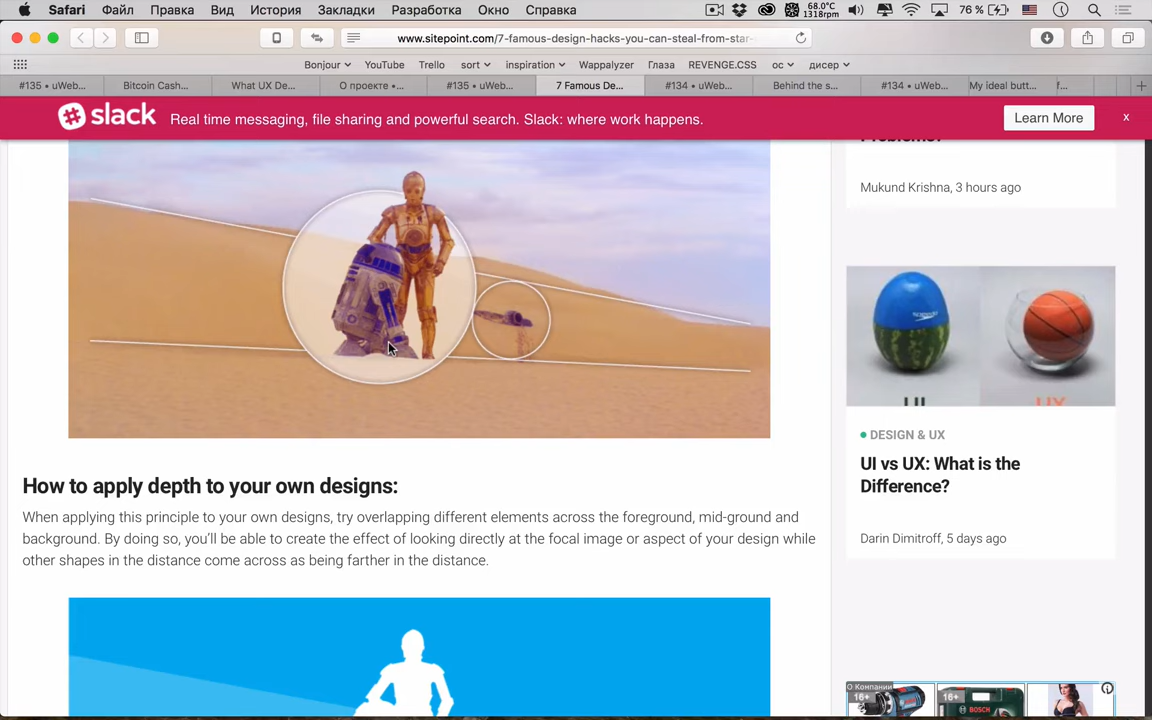 Safari Файл Правка Вид История Закладки Разработка Окно Справка 68.0°C 1318rpm 76 %
www.sitepoint.com/7-famous-design-hacks-you-can-steal-from-star-
Bonjour YouTube Trello sort inspiration Wappalyzer Глаза REVENGE.CSS ос дисер
#135 • uWeb... Bitcoin Cash... What UX De... О проекте •... #135 • uWeb... 7 Famous De... #134 • uWeb... Behind the s... #134 • uWeb... My ideal butt... f...
slack Real time messaging, file sharing and powerful search. Slack: where work happens. Learn More x
Mukund Krishna, 3 hours ago
speedo
UI UX
DESIGN & UX
UI vs UX: What is the
Difference?
Darin Dimitroff, 5 days ago
How to apply depth to your own designs:
When applying this principle to your own designs, try overlapping different elements across the foreground, mid-ground and
background. By doing so, you'll be able to create the effect of looking directly at the focal image or aspect of your design while
other shapes in the distance come across as being farther in the distance.
О Компании
16+ 16+
BOSCH